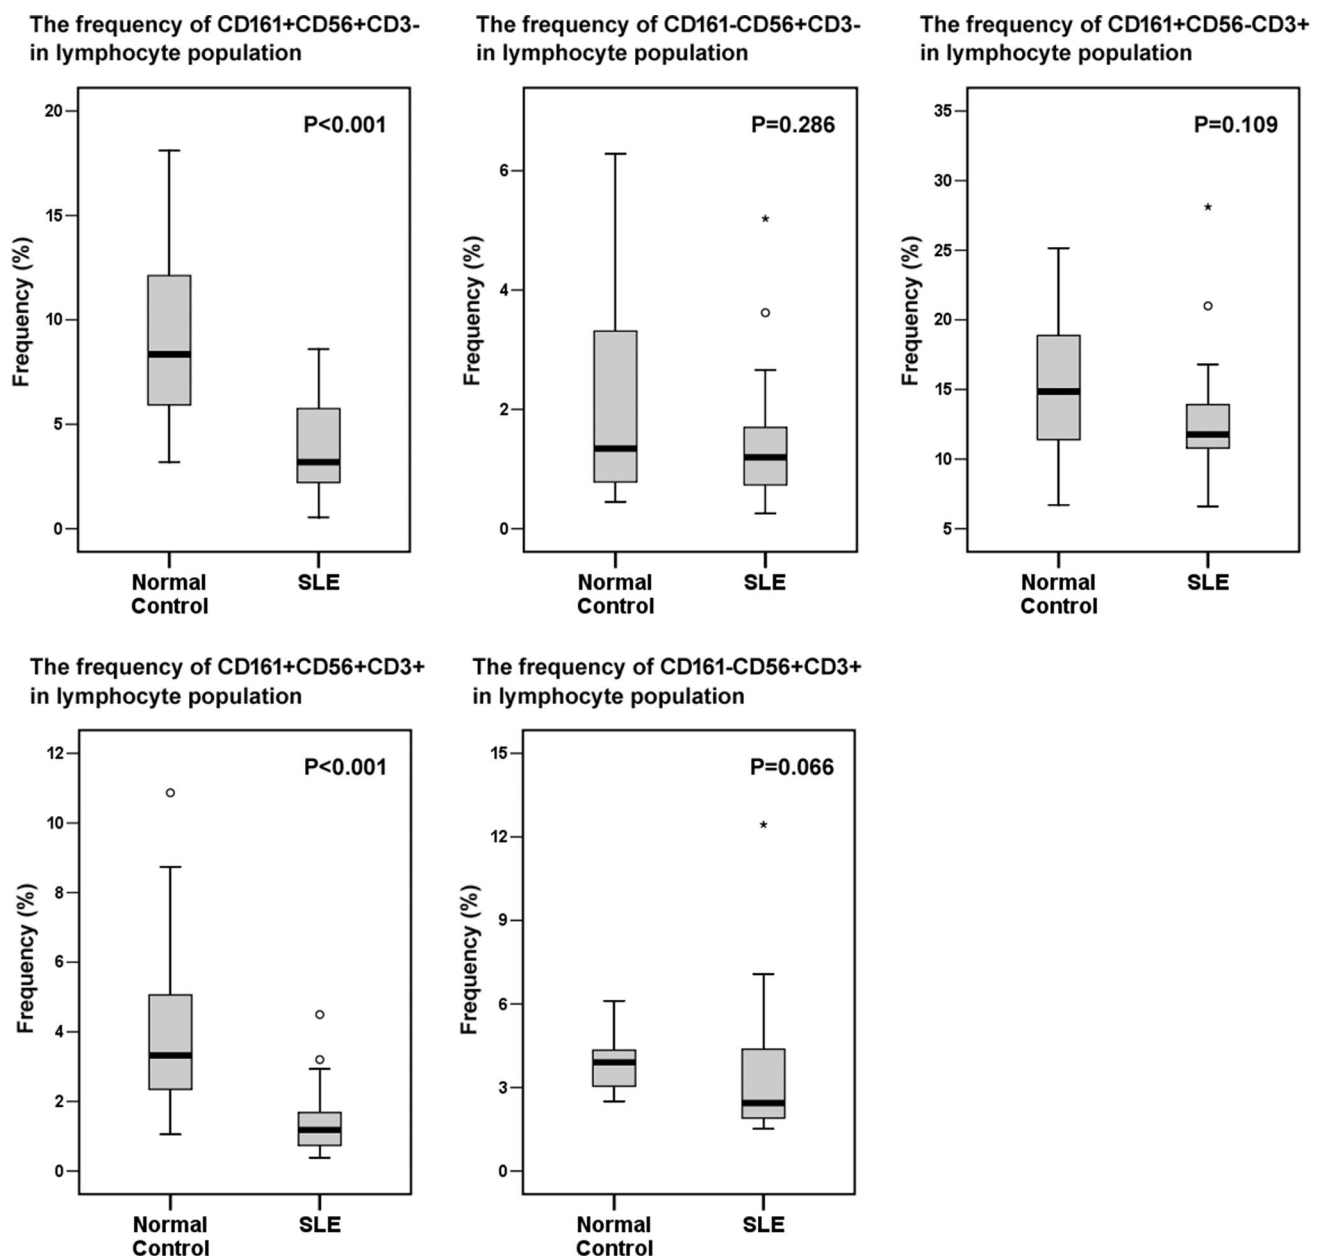 The frequency of CD161+CD56+CD3-
in lymphocyte population
20
15
10
5
0
Frequency (%)
P<0.001
Normal
Control
SLE
The frequency of CD161-CD56+CD3-
in lymphocyte population
6
4
2
0
Frequency (%)
P=0.286
*
Normal
Control
SLE
The frequency of CD161+CD56-CD3+
in lymphocyte population
35
30
25
20
15
10
5
Frequency (%)
P=0.109
*
Normal
Control
SLE
The frequency of CD161+CD56+CD3+
in lymphocyte population
12
10
8
6
4
2
0
Frequency (%)
P<0.001
Normal
Control
SLE
The frequency of CD161-CD56+CD3+
in lymphocyte population
15
12
9
6
3
0
Frequency (%)
P=0.066
*
Normal
Control
SLE